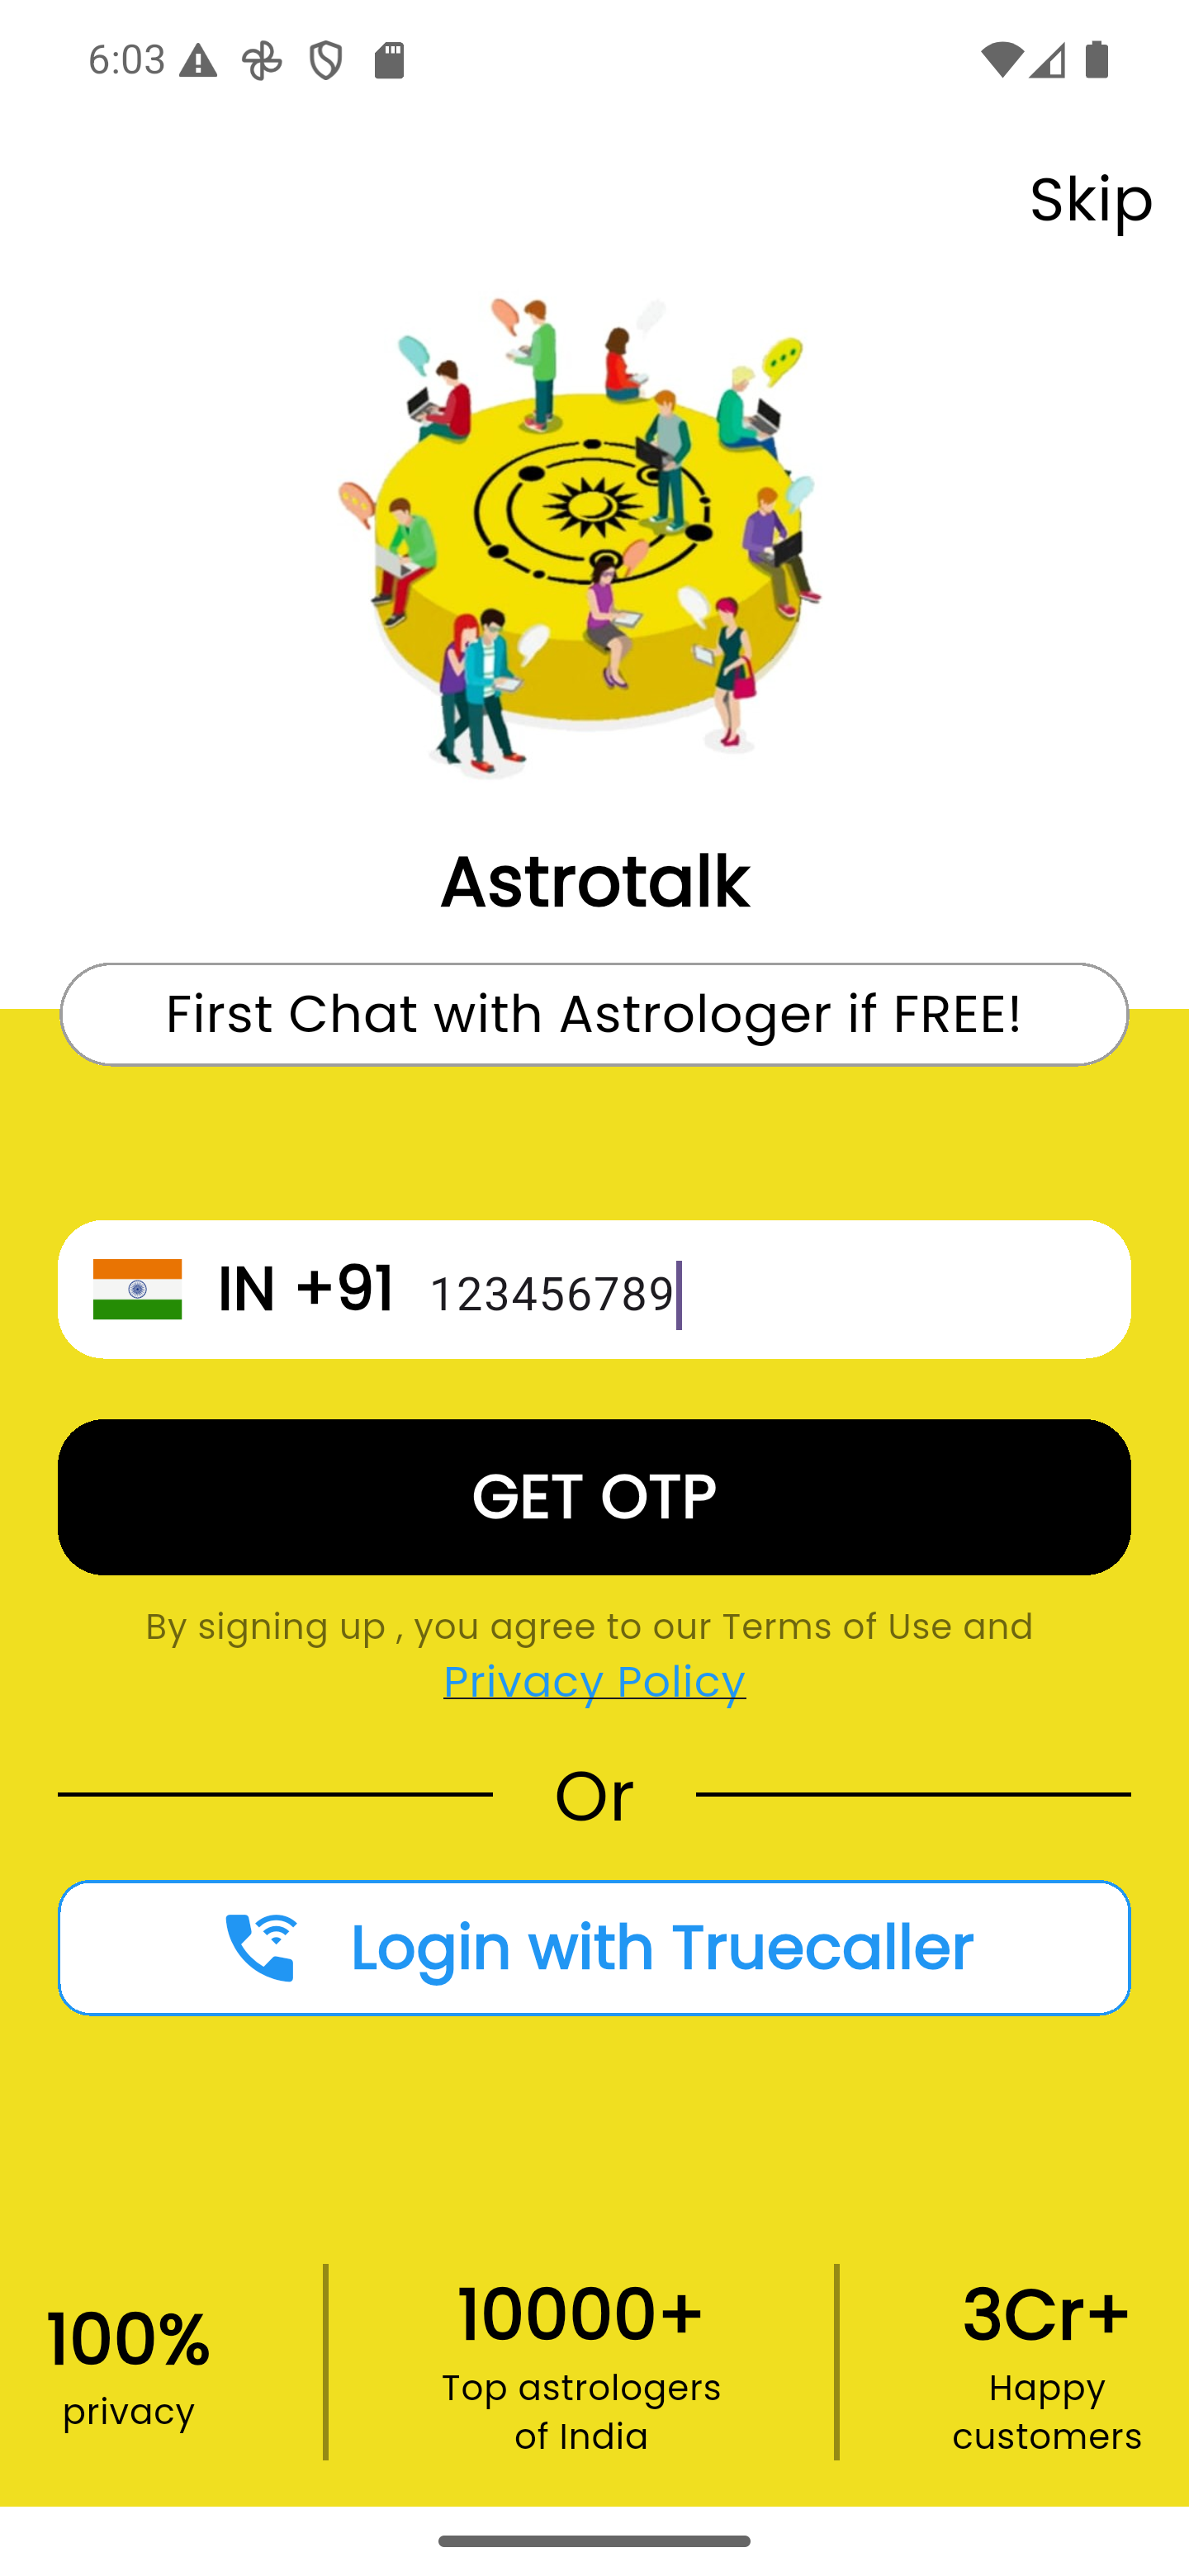 6:03
Skip
Astrotalk
First Chat with Astrologer if FREE!
IN +91 123456789
GET OTP
By signing up , you agree to our Terms of Use and
Privacy Policy
Or
Login with Truecaller
100%
privacy
10000+
Top astrologers
of India
3Cr+
Happy
customers